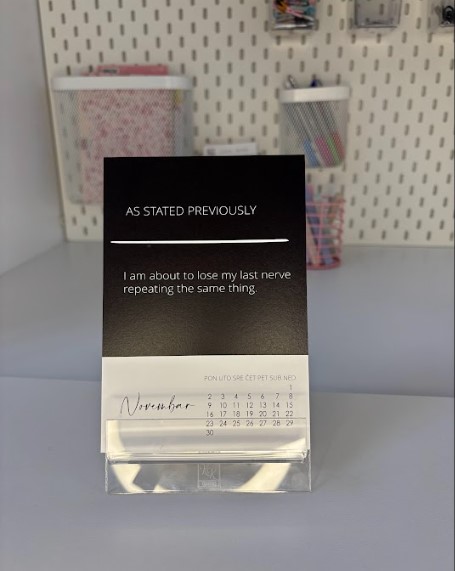 AS STATED PREVIOUSLY
I am about to lose my last nerve
repeating the same thing.
PON UTO SRE ČET PET SUB NED
1
Novembar
2 3 4 5 6 7 8
9 10 11 12 13 14 15
16 17 18 19 20 21 22
23 24 25 26 27 28 29
30